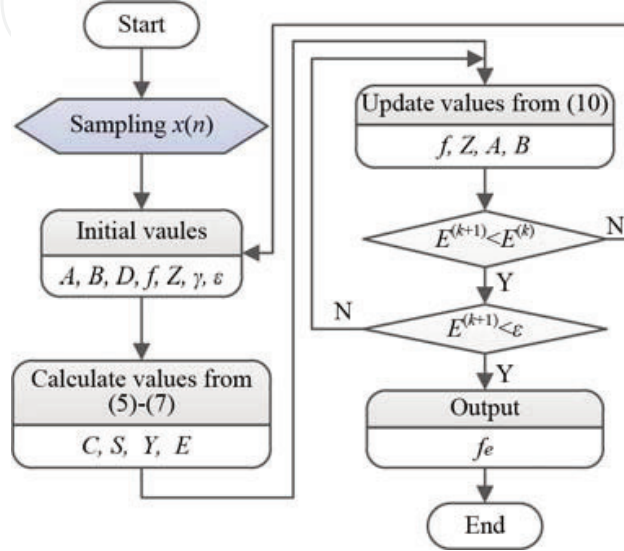 Start
Sampling x(n)
Initial vaules
A, B, D, f, Z, γ, ε
Calculate values from
(5)-(7)
C, S, Y, E
Update values from (10)
f, Z, A, B
E^(k+1)<E^(k)
N
Y
E^(k+1)<ε
N
Y
Output
fe
End